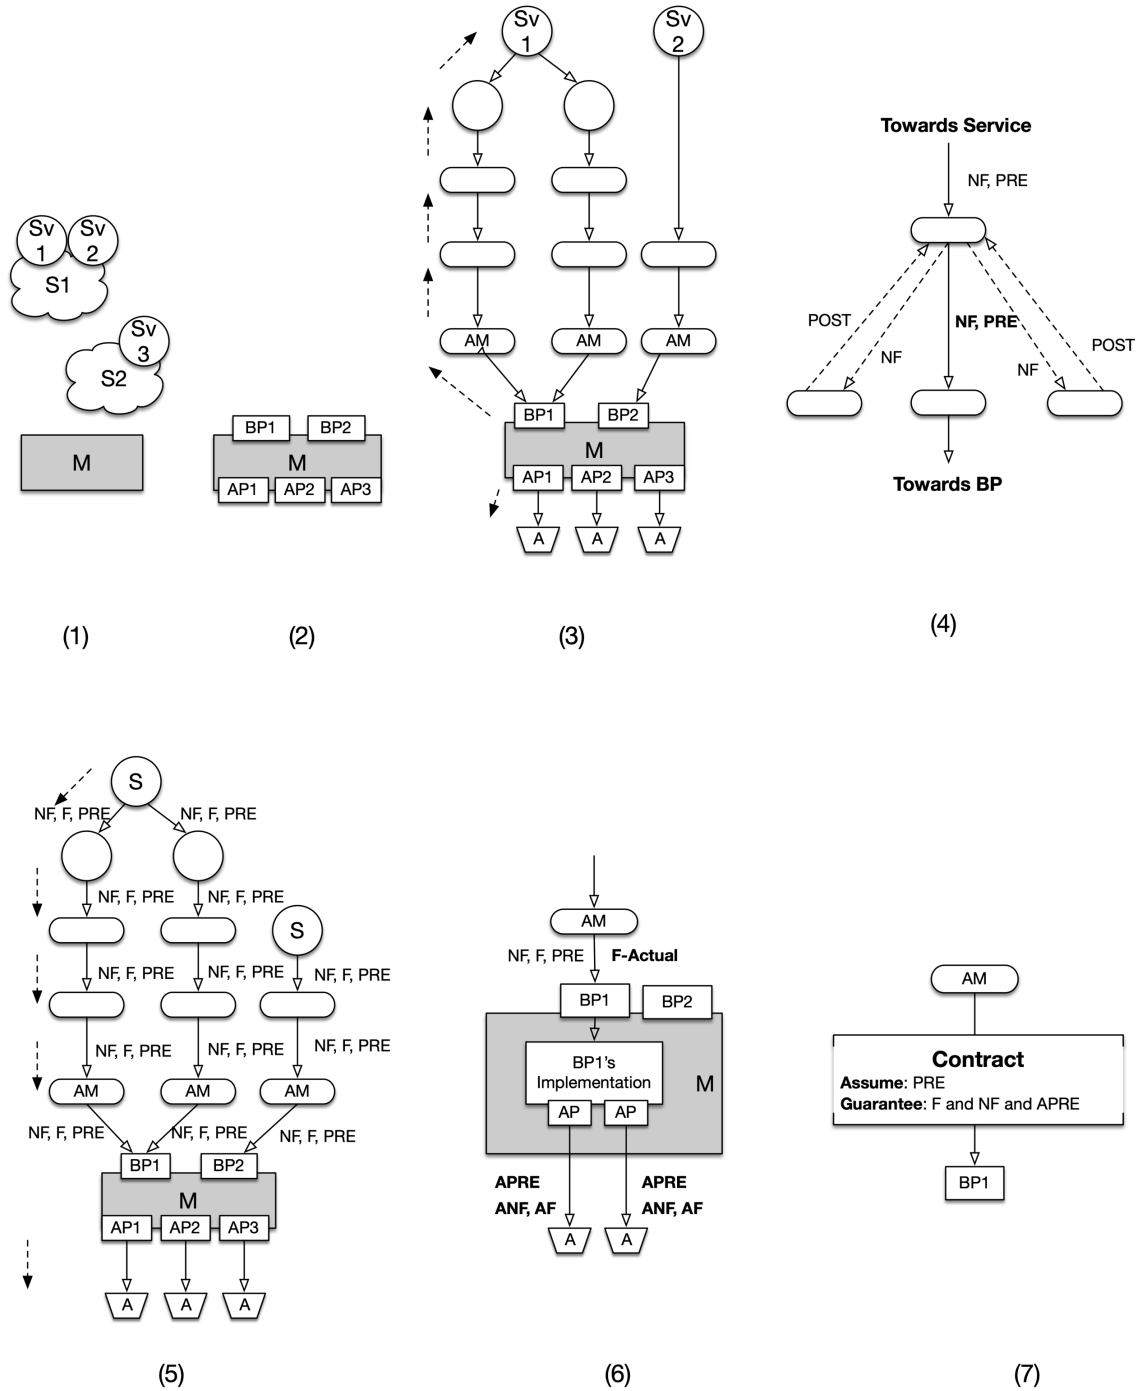 Sv
1
Sv
2
S1
Sv
3
S2
M
(1)
BP1
BP2
M
AP1
AP2
AP3
(2)
Sv
1
Sv
2
AM
AM
AM
BP1
BP2
M
AP1
AP2
AP3
A
A
A
(3)
Towards Service
NF, PRE
POST
NF
NF, PRE
NF
POST
Towards BP
(4)
S
NF, F, PRE
NF, F, PRE
NF, F, PRE
NF, F, PRE
S
NF, F, PRE
NF, F, PRE
NF, F, PRE
NF, F, PRE
NF, F, PRE
NF, F, PRE
AM
AM
AM
NF, F, PRE
NF, F, PRE
NF, F, PRE
BP1
BP2
M
AP1
AP2
AP3
A
A
A
(5)
AM
NF, F, PRE
F-Actual
BP1
BP2
BP1's
Implementation
M
AP
AP
APRE
ANF, AF
APRE
ANF, AF
A
A
(6)
AM
Contract
Assume: PRE
Guarantee: F and NF and APRE
BP1
(7)